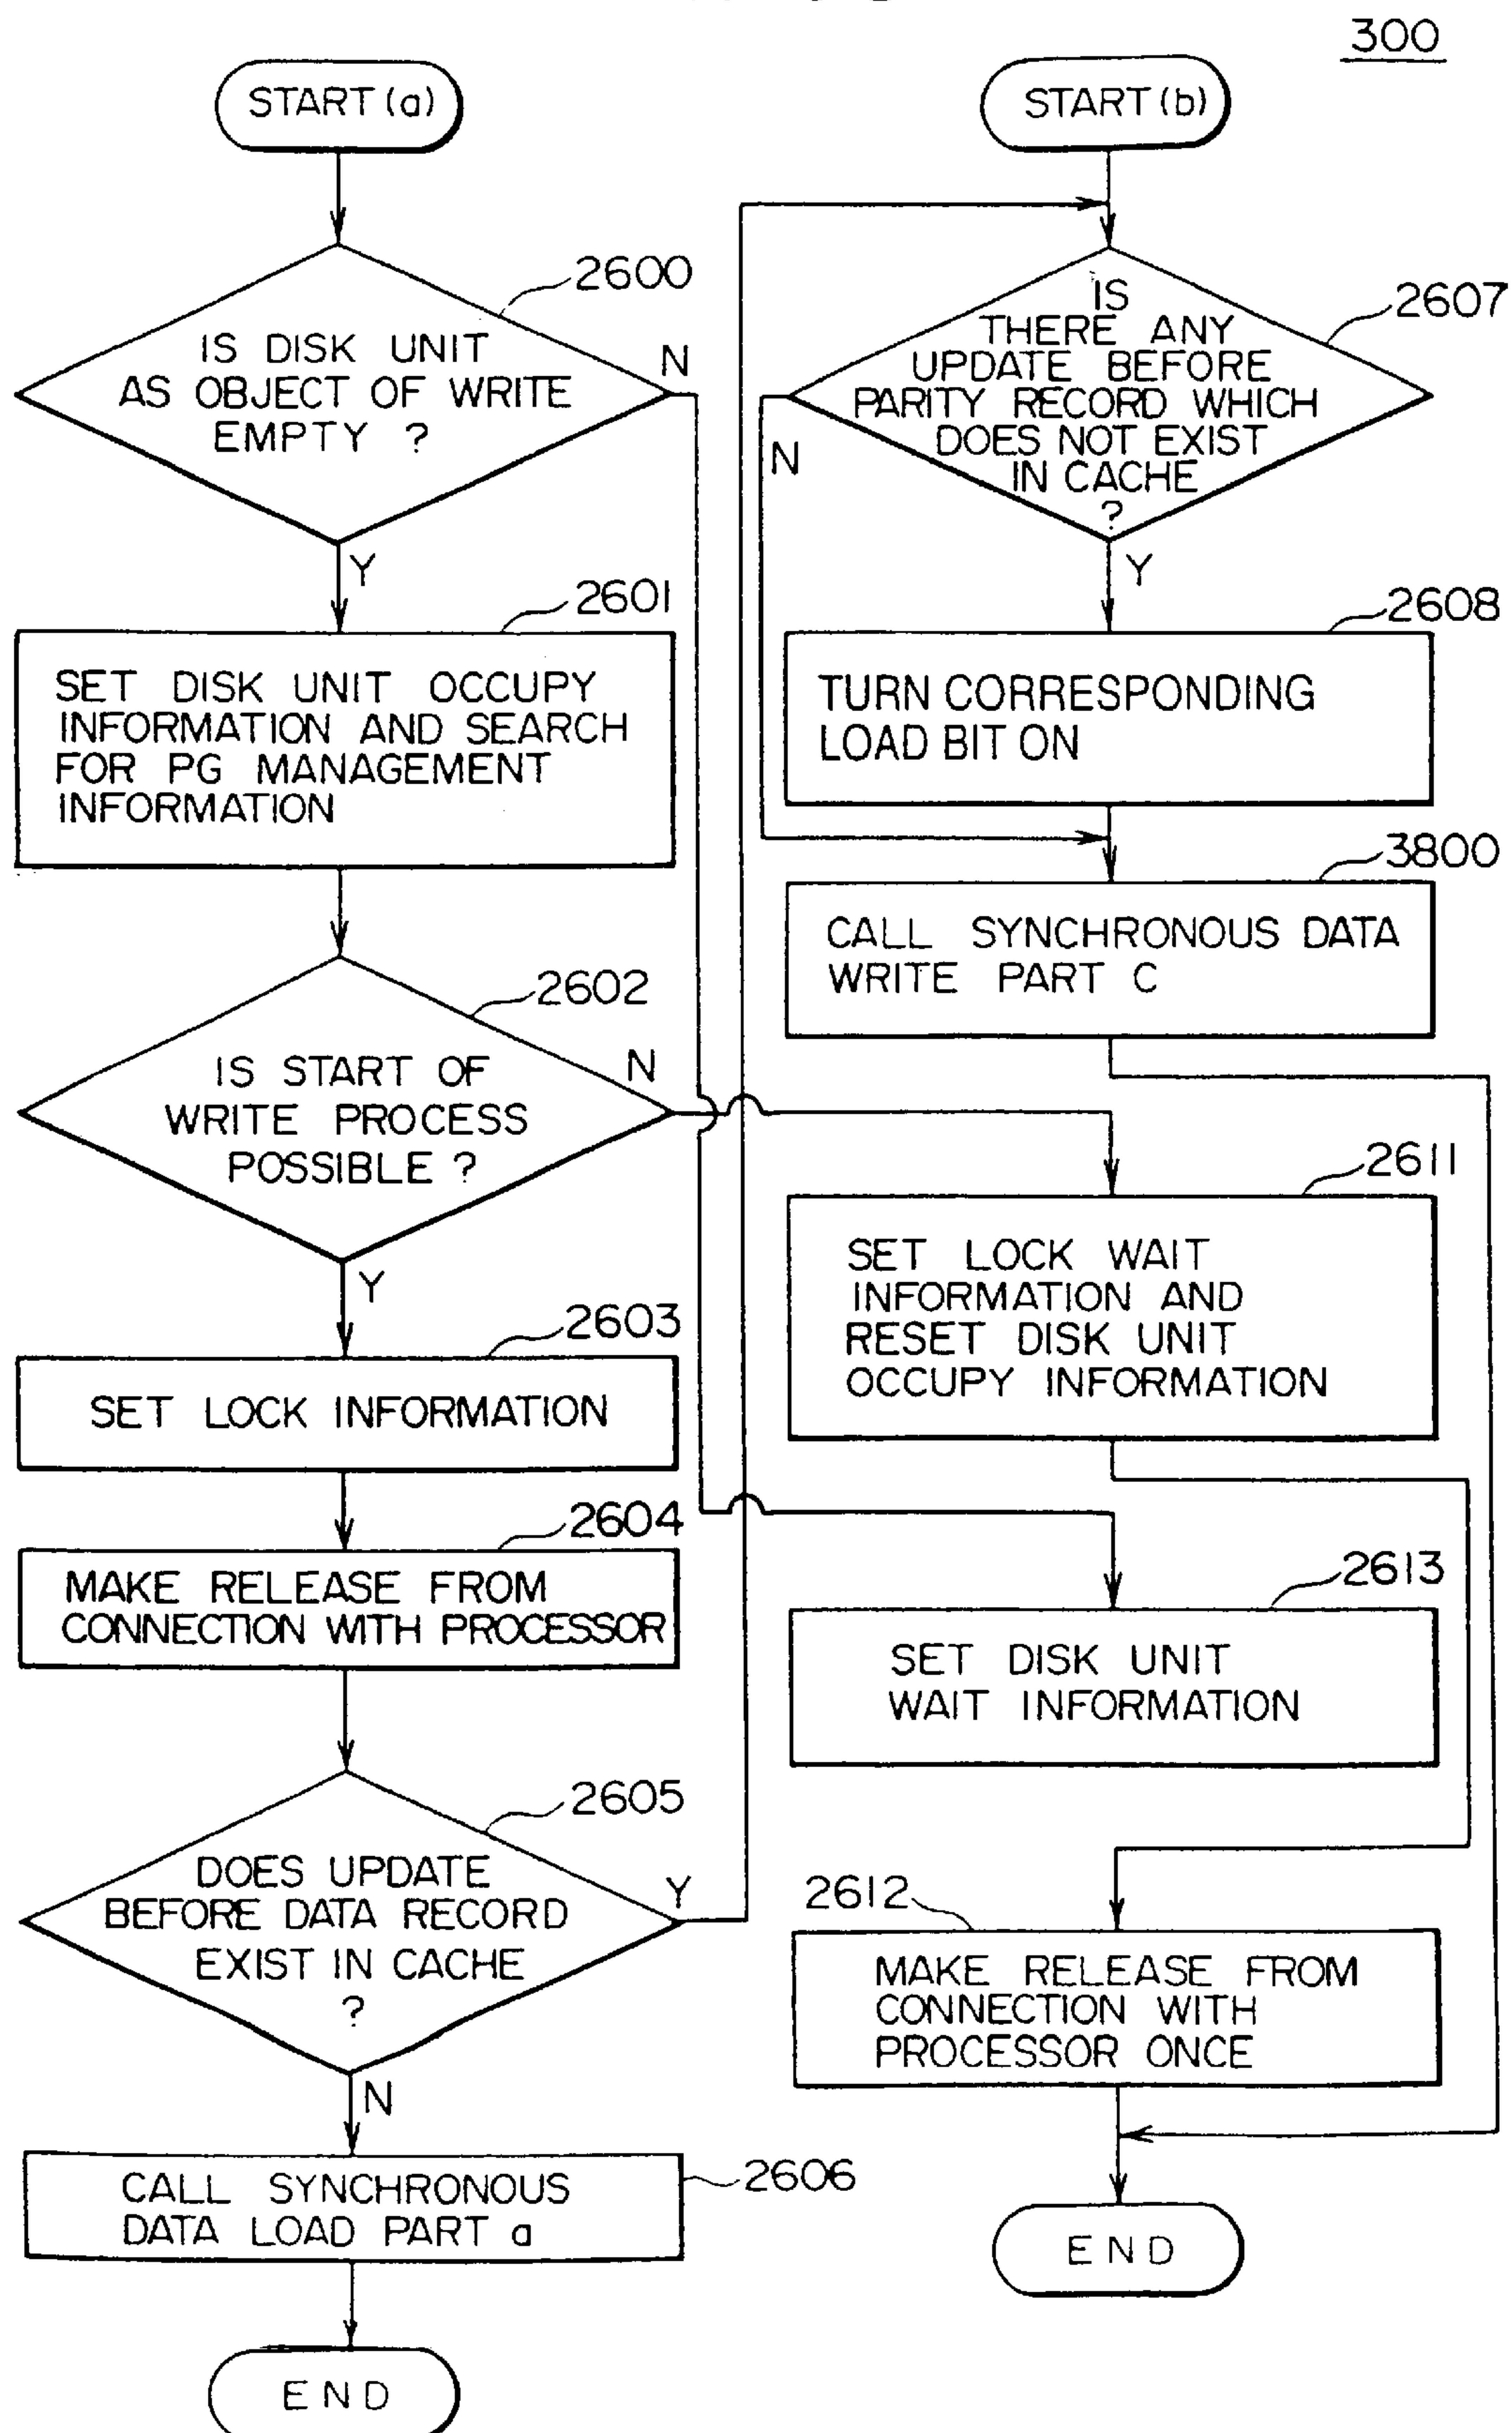 300
START (a)
2600
IS DISK UNIT
AS OBJECT OF WRITE
EMPTY ?
N
Y
2601
SET DISK UNIT OCCUPY
INFORMATION AND SEARCH
FOR PG MANAGEMENT
INFORMATION
2602
IS START OF
WRITE PROCESS
POSSIBLE ?
N
Y
2603
SET LOCK INFORMATION
2604
MAKE RELEASE FROM
CONNECTION WITH PROCESSOR
2605
DOES UPDATE
BEFORE DATA RECORD
EXIST IN CACHE
?
Y
N
2606
CALL SYNCHRONOUS
DATA LOAD PART a
END
START (b)
2607
IS
THERE ANY
UPDATE BEFORE
PARITY RECORD WHICH
DOES NOT EXIST
IN CACHE
?
N
Y
2608
TURN CORRESPONDING
LOAD BIT ON
3800
CALL SYNCHRONOUS DATA
WRITE PART C
2611
SET LOCK WAIT
INFORMATION AND
RESET DISK UNIT
OCCUPY INFORMATION
2613
SET DISK UNIT
WAIT INFORMATION
2612
MAKE RELEASE FROM
CONNECTION WITH
PROCESSOR ONCE
END